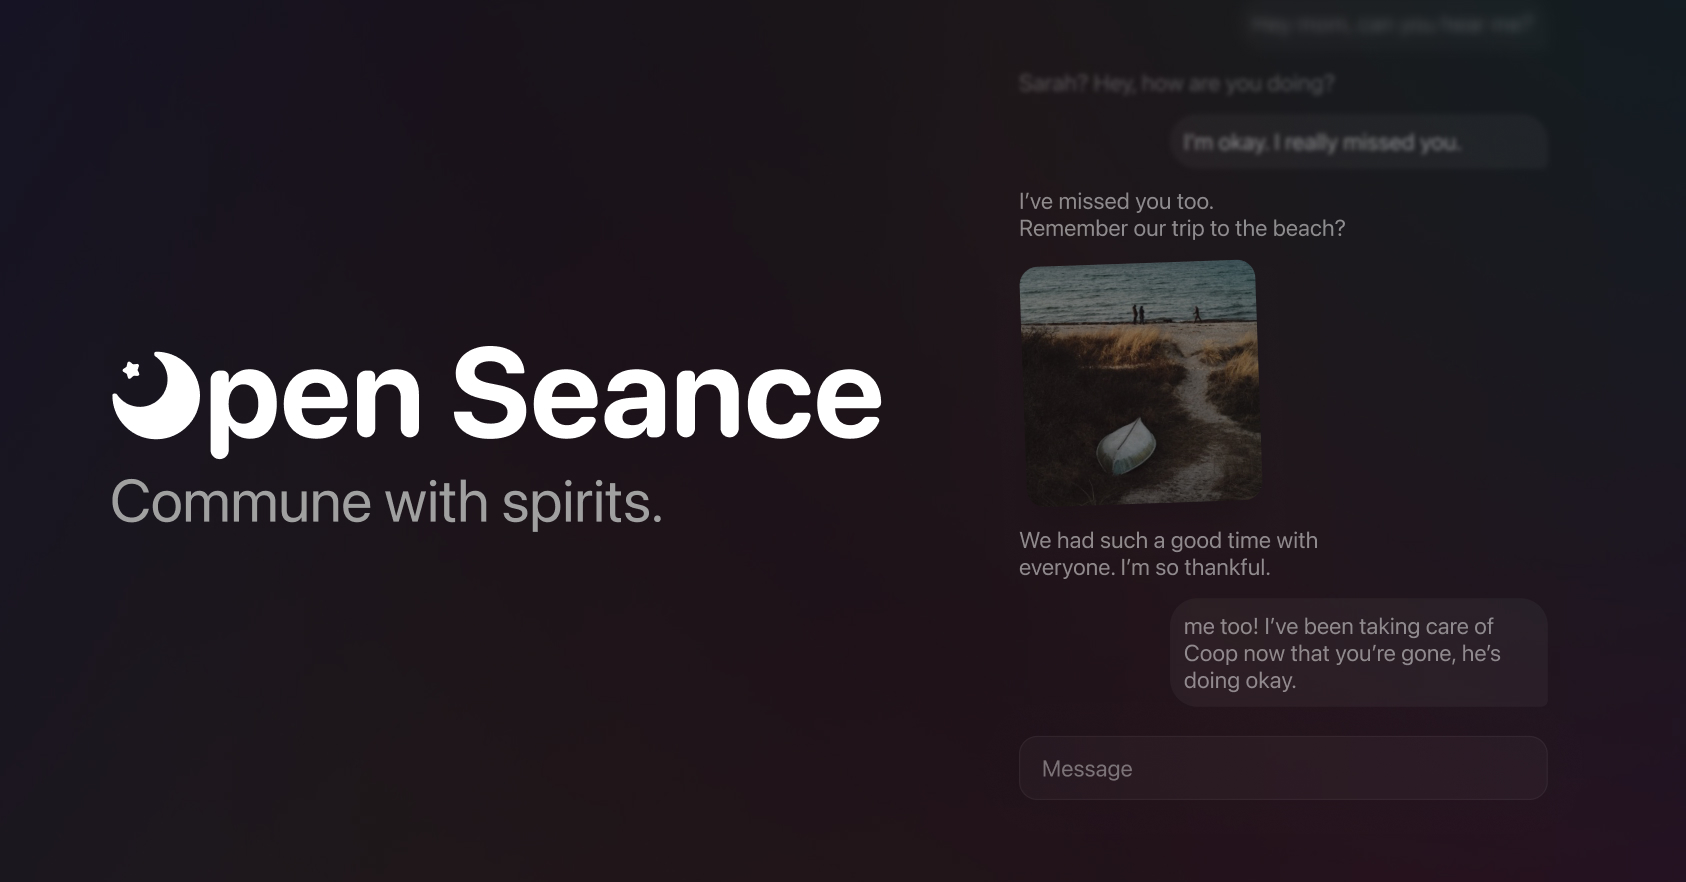 Open Seance
Commune with spirits.
Hey mom, can you hear me?
Sarah? Hey, how are you doing?
I'm okay. I really missed you.
I've missed you too.
Remember our trip to the beach?
We had such a good time with
everyone. I'm so thankful.
me too! I've been taking care of
Coop now that you're gone, he's
doing okay.
Message